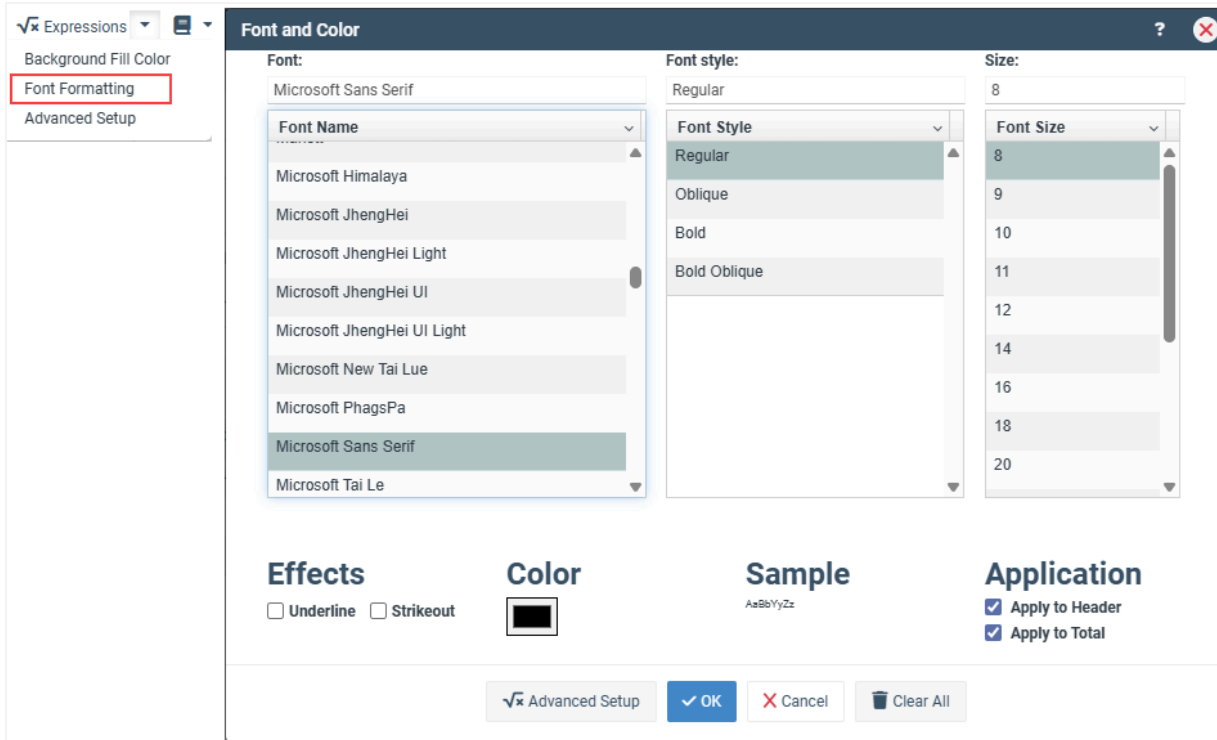 Expressions
Background Fill Color
Font Formatting
Advanced Setup
Font and Color
?
Font:
Font style:
Size:
Microsoft Sans Serif
Regular
8
Font Name
Font Style
Font Size
Microsoft Himalaya
Microsoft JhengHei
Microsoft JhengHei Light
Microsoft JhengHei UI
Microsoft JhengHei UI Light
Microsoft New Tai Lue
Microsoft PhagsPa
Microsoft Sans Serif
Microsoft Tai Le
Regular
Oblique
Bold
Bold Oblique
8
9
10
11
12
14
16
18
20
Effects
Underline Strikeout
Color
Sample
AaBbYyZz
Application
Apply to Header
Apply to Total
√x Advanced Setup
OK
Cancel
Clear All